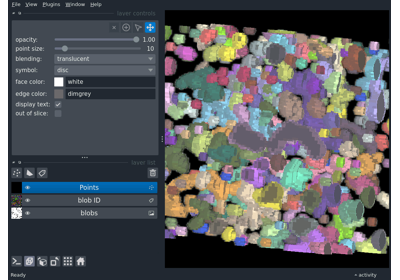 File View Plugins Window Help
layer controls
opacity: 1.00
point size: 10
blending: translucent
symbol: disc
face color: white
edge color: dimgrey
display text:
out of slice:
layer list
Points
blob ID
blobs
Ready
activity